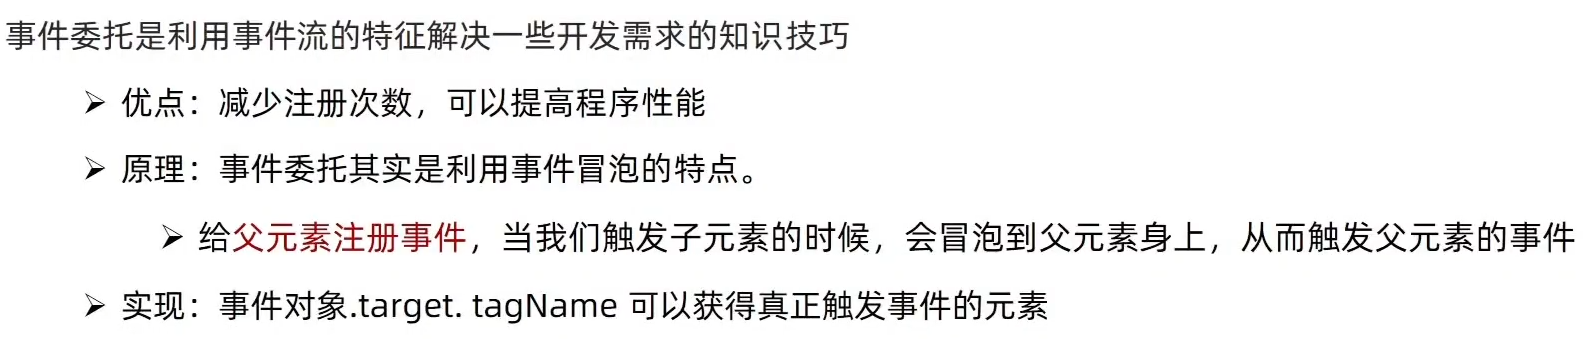 事件委托是利用事件流的特征解决一些开发需求的知识技巧
➢ 优点：减少注册次数，可以提高程序性能
➢ 原理：事件委托其实是利用事件冒泡的特点。
➢ 给父元素注册事件，当我们触发子元素的时候，会冒泡到父元素身上，从而触发父元素的事件
➢ 实现：事件对象.target. tagName 可以获得真正触发事件的元素